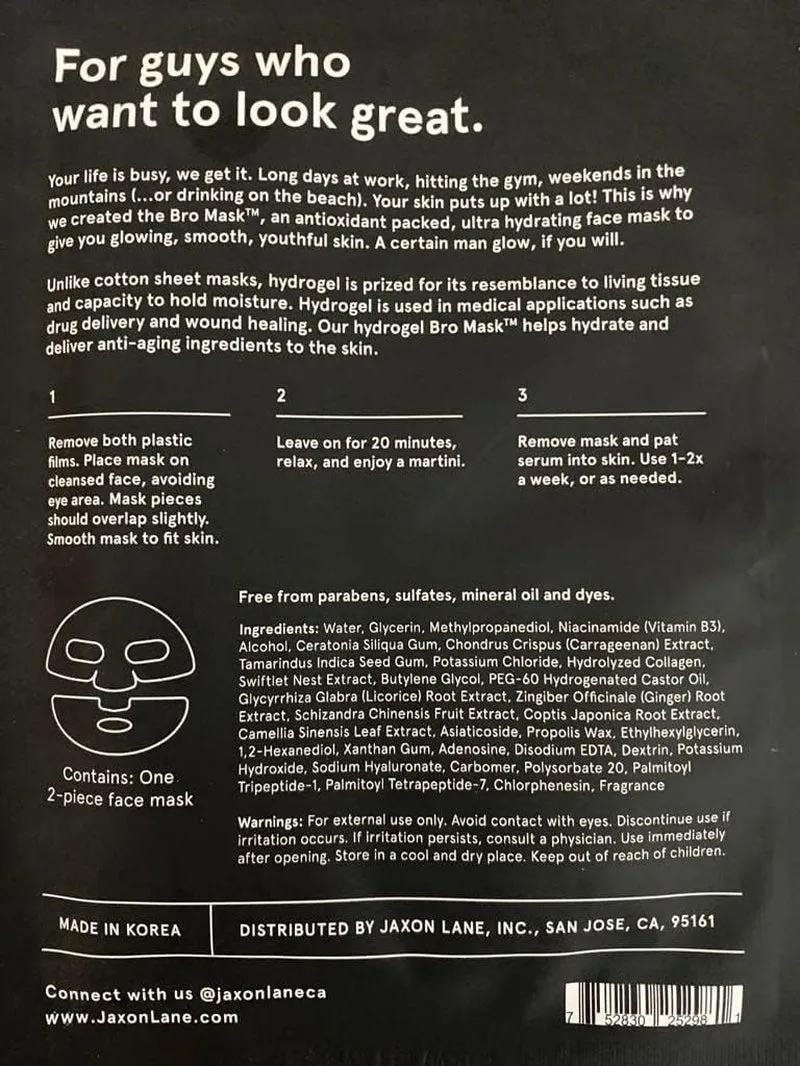 For guys who
want to look great.
Your life is busy, we get it. Long days at work, hitting the gym, weekends in the
mountains (...or drinking on the beach). Your skin puts up with a lot! This is why
we created the Bro Mask™, an antioxidant packed, ultra hydrating face mask to
give you glowing, smooth, youthful skin. A certain man glow, if you will.
Unlike cotton sheet masks, hydrogel is prized for its resemblance to living tissue
and capacity to hold moisture. Hydrogel is used in medical applications such as
drug delivery and wound healing. Our hydrogel Bro Mask™ helps hydrate and
deliver anti-aging ingredients to the skin.
1
Remove both plastic
films. Place mask on
cleansed face, avoiding
eye area. Mask pieces
should overlap slightly.
Smooth mask to fit skin.
2
Leave on for 20 minutes,
relax, and enjoy a martini.
3
Remove mask and pat
serum into skin. Use 1-2x
a week, or as needed.
Contains: One
2-piece face mask
Free from parabens, sulfates, mineral oil and dyes.
Ingredients: Water, Glycerin, Methylpropanediol, Niacinamide (Vitamin B3),
Alcohol, Ceratonia Siliqua Gum, Chondrus Crispus (Carrageenan) Extract,
Tamarindus Indica Seed Gum, Potassium Chloride, Hydrolyzed Collagen,
Swiftlet Nest Extract, Butylene Glycol, PEG-60 Hydrogenated Castor Oil,
Glycyrrhiza Glabra (Licorice) Root Extract, Zingiber Officinale (Ginger) Root
Extract, Schizandra Chinensis Fruit Extract, Coptis Japonica Root Extract,
Camellia Sinensis Leaf Extract, Asiaticoside, Propolis Wax, Ethylhexylglycerin,
1,2-Hexanediol, Xanthan Gum, Adenosine, Disodium EDTA, Dextrin, Potassium
Hydroxide, Sodium Hyaluronate, Carbomer, Polysorbate 20, Palmitoyl
Tripeptide-1, Palmitoyl Tetrapeptide-7, Chlorphenesin, Fragrance
Warnings: For external use only. Avoid contact with eyes. Discontinue use if
irritation occurs. If irritation persists, consult a physician. Use immediately
after opening. Store in a cool and dry place. Keep out of reach of children.
MADE IN KOREA
DISTRIBUTED BY JAXON LANE, INC., SAN JOSE, CA, 95161
Connect with us @jaxonlaneca
www.JaxonLane.com
7 52830 25298 1